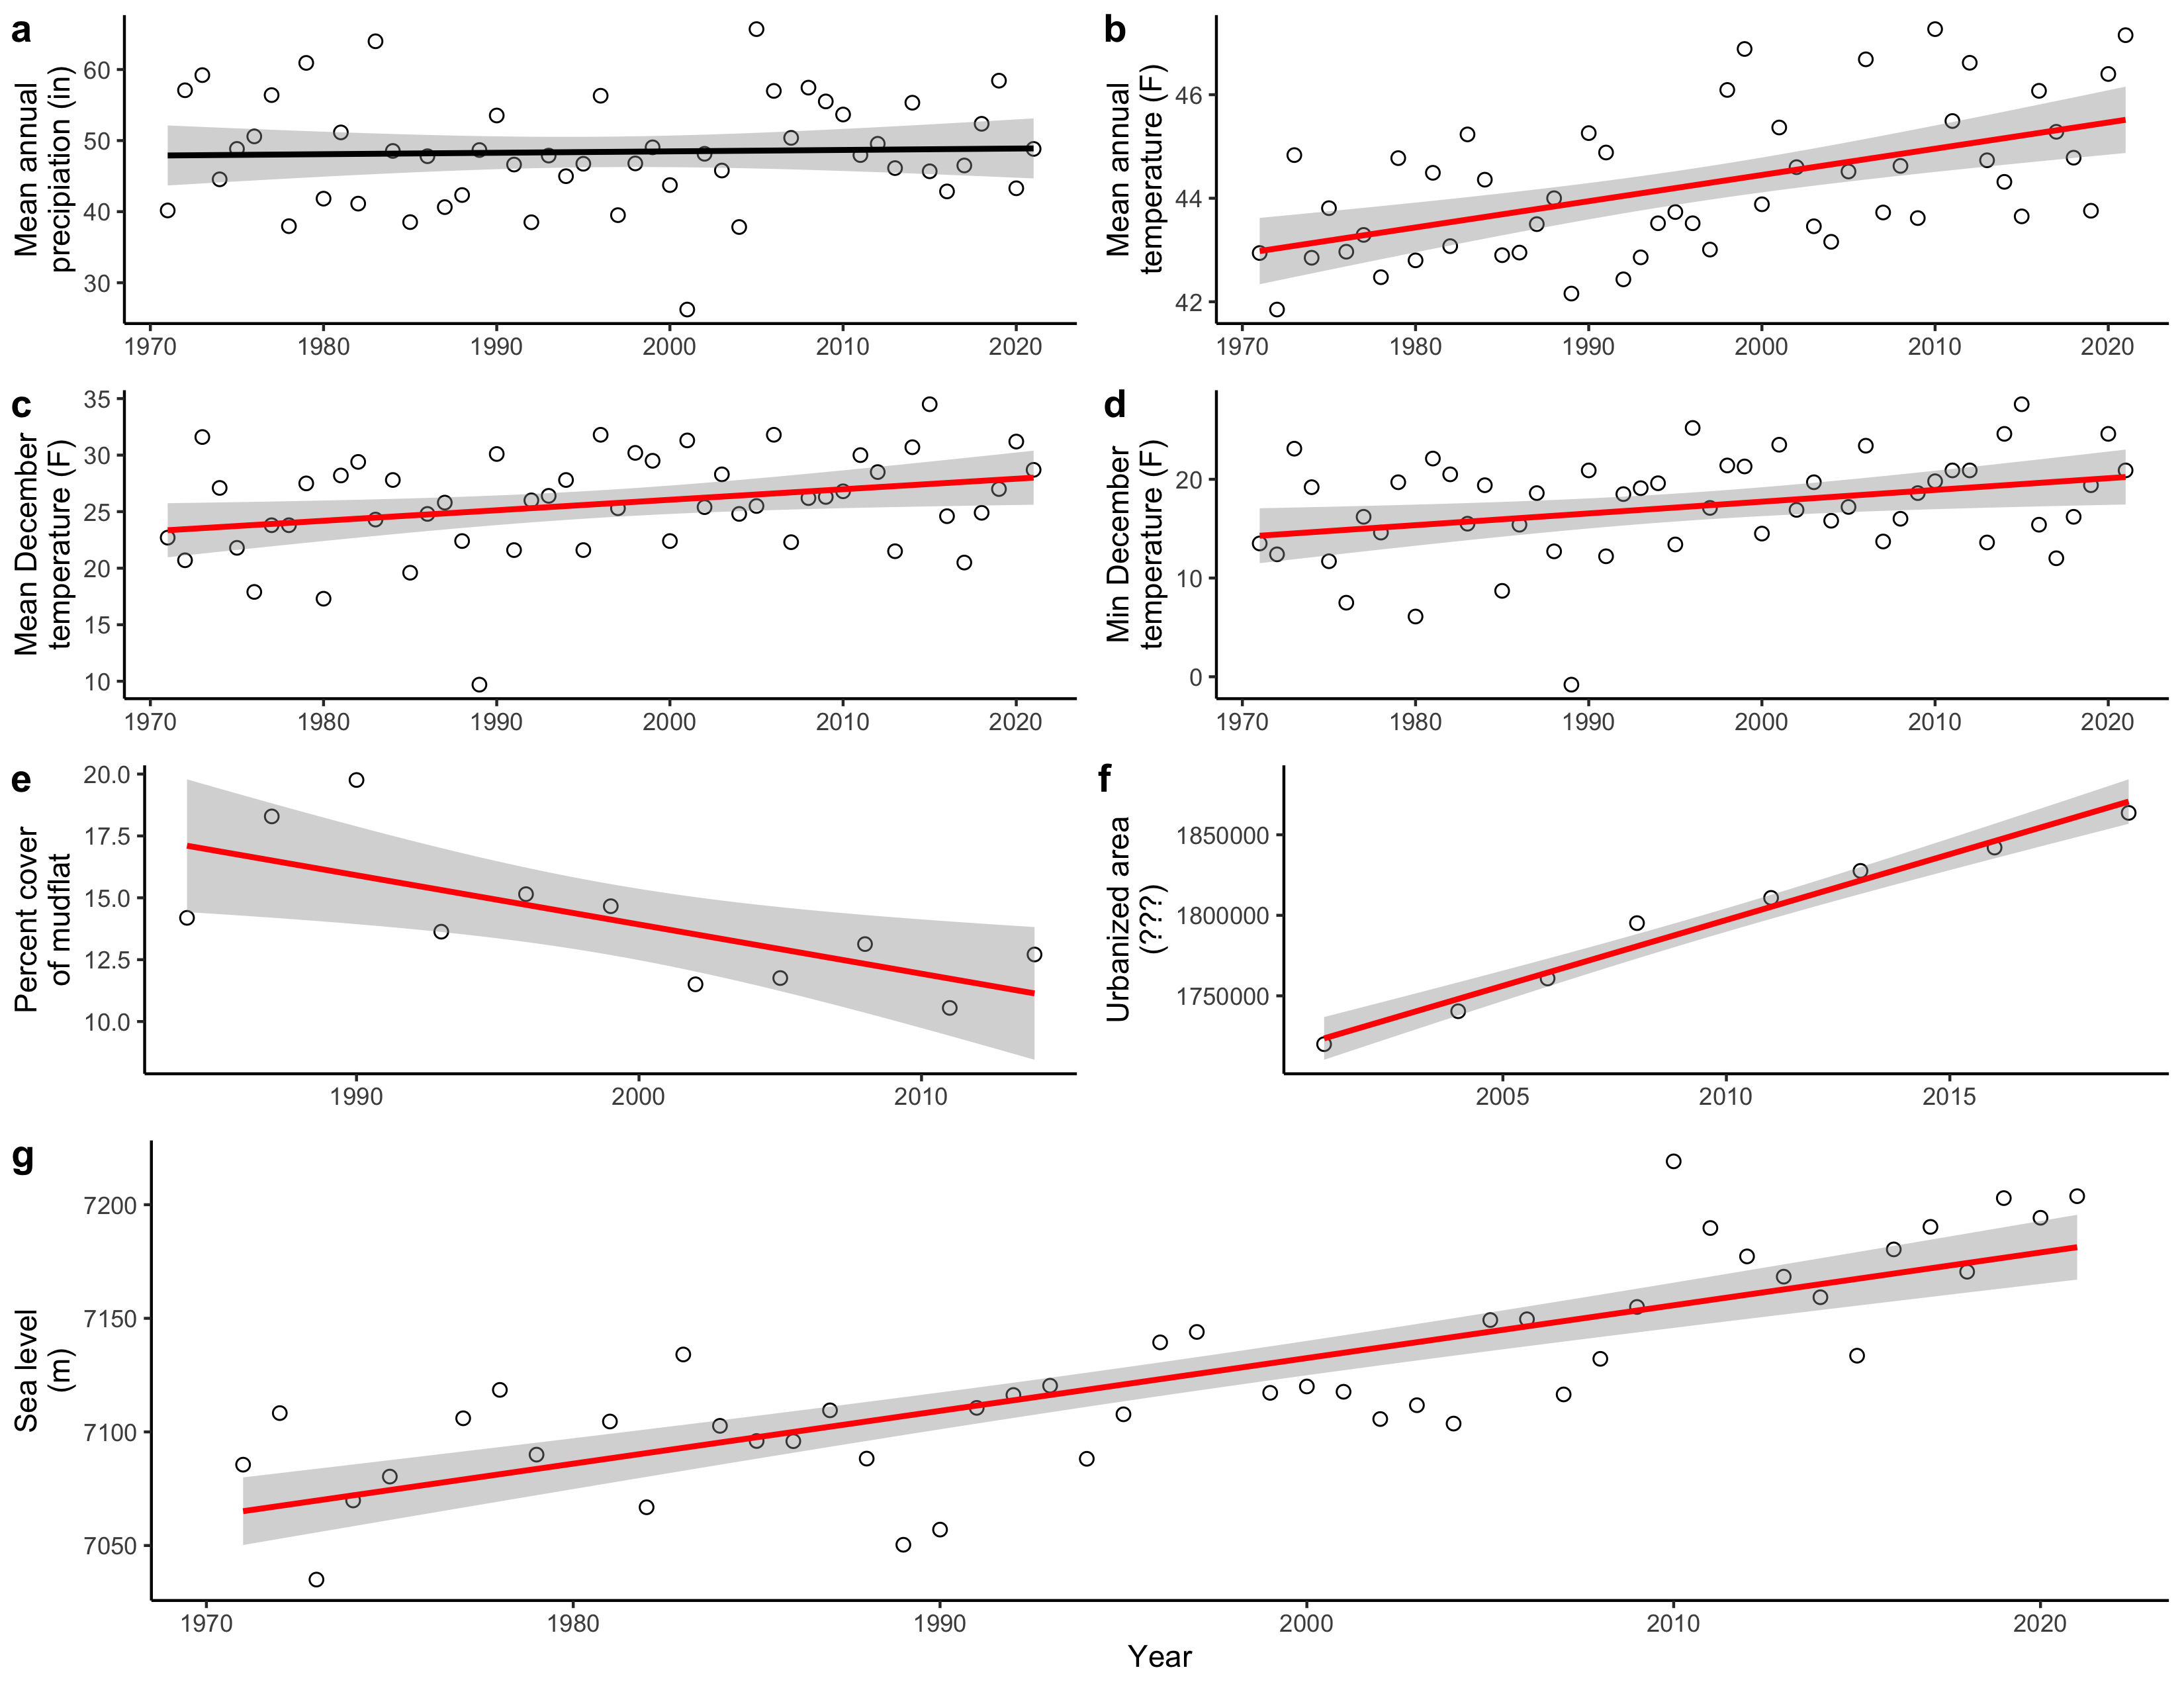 a
Mean annual
precipiation (in)
60
50
40
30
1970 1980 1990 2000 2010 2020
b
Mean annual
temperature (F)
46
44
42
1970 1980 1990 2000 2010 2020
c
Mean December
temperature (F)
35
30
25
20
15
10
1970 1980 1990 2000 2010 2020
d
Min December
temperature (F)
20
10
0
1970 1980 1990 2000 2010 2020
e
Percent cover
of mudflat
20.0
17.5
15.0
12.5
10.0
1990 2000 2010
f
Urbanized area
(????)
1850000
1800000
1750000
2005 2010 2015
g
Sea level
(m)
7200
7150
7100
7050
1970 1980 1990 2000 2010 2020
Year